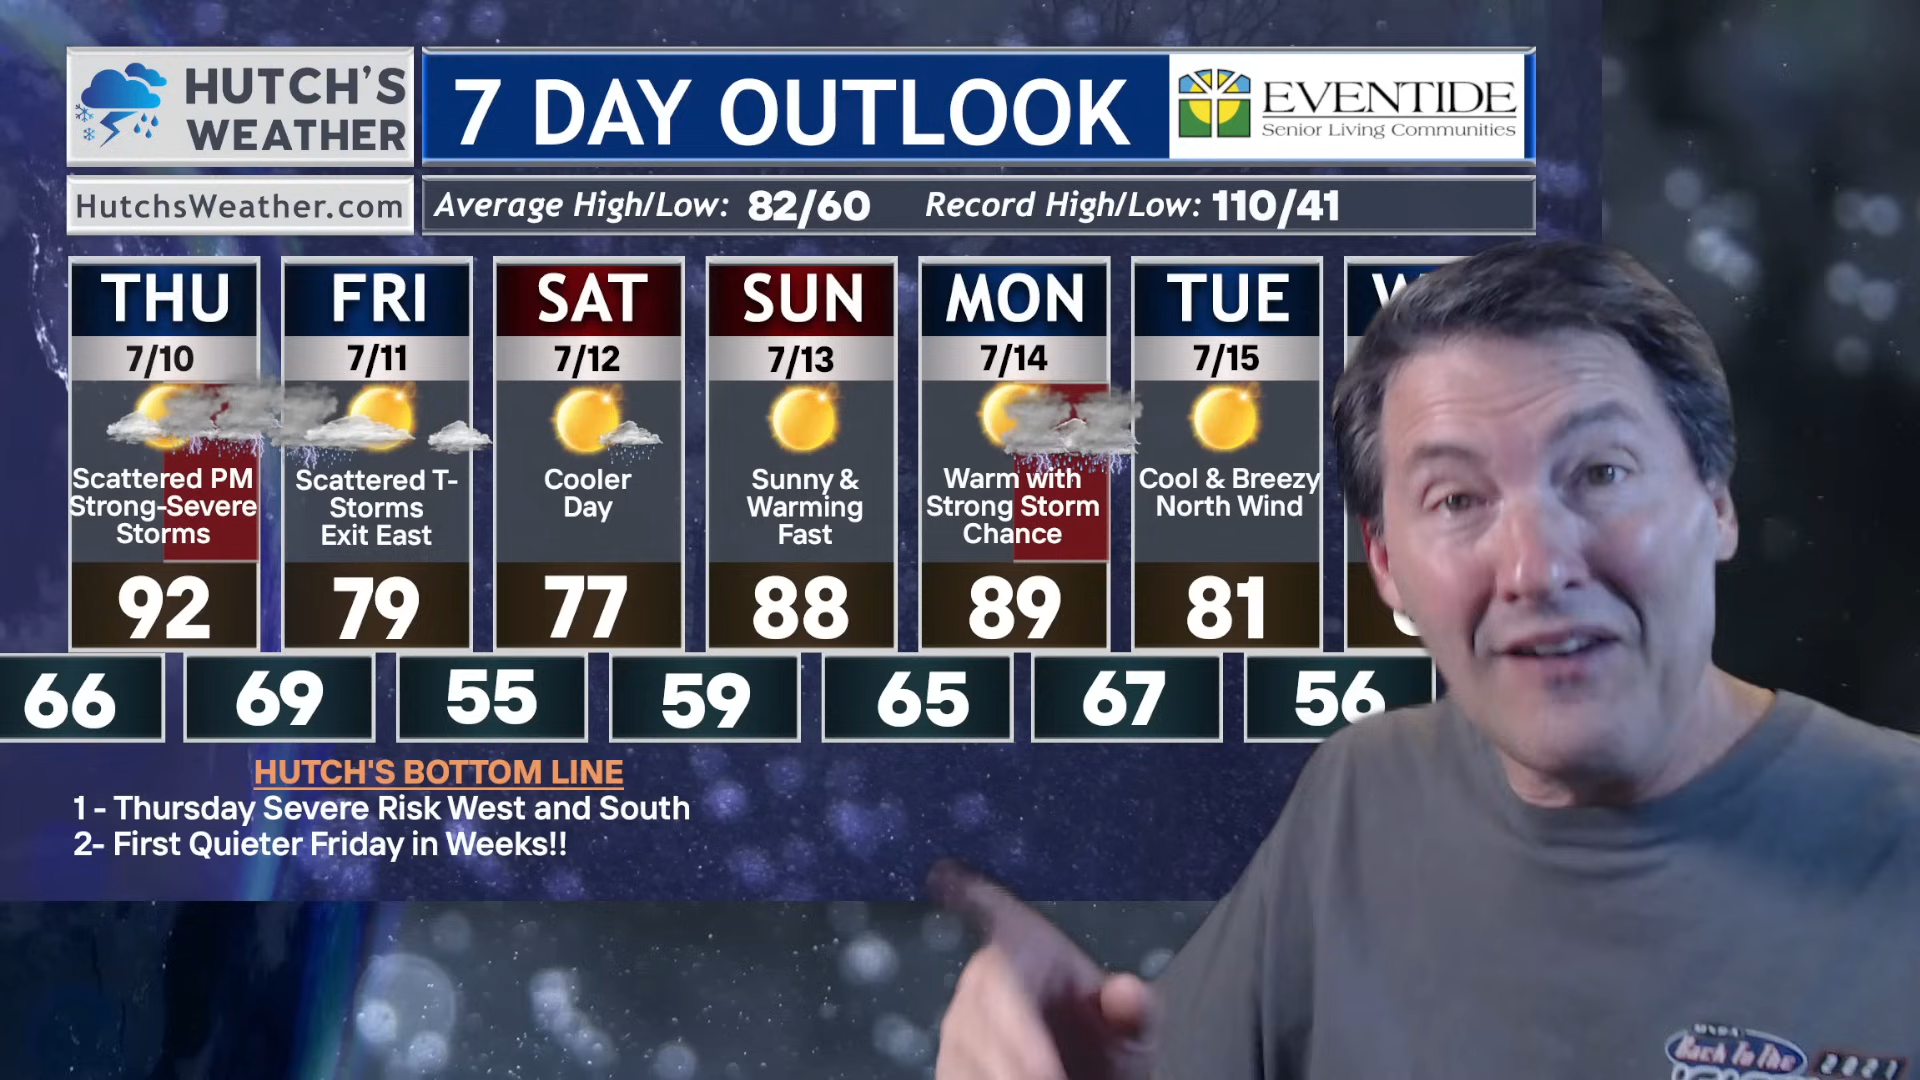 HUTCH'S
WEATHER
7 DAY OUTLOOK
EVENTIDE
Senior Living Communities
HutchsWeather.com
Average High/Low: 82/60 Record High/Low: 110/41
THU FRI SAT SUN MON TUE W
7/10 7/11 7/12 7/13 7/14 7/15
Scattered PM
Strong-Severe
Storms
Scattered T-
Storms
Exit East
Cooler
Day
Sunny &
Warming
Fast
Warm with
Strong Storm
Chance
Cool & Breezy
North Wind
92 79 77 88 89 81
66 69 55 59 65 67 56
HUTCH'S BOTTOM LINE
1 - Thursday Severe Risk West and South
2- First Quieter Friday in Weeks!!
Back To The